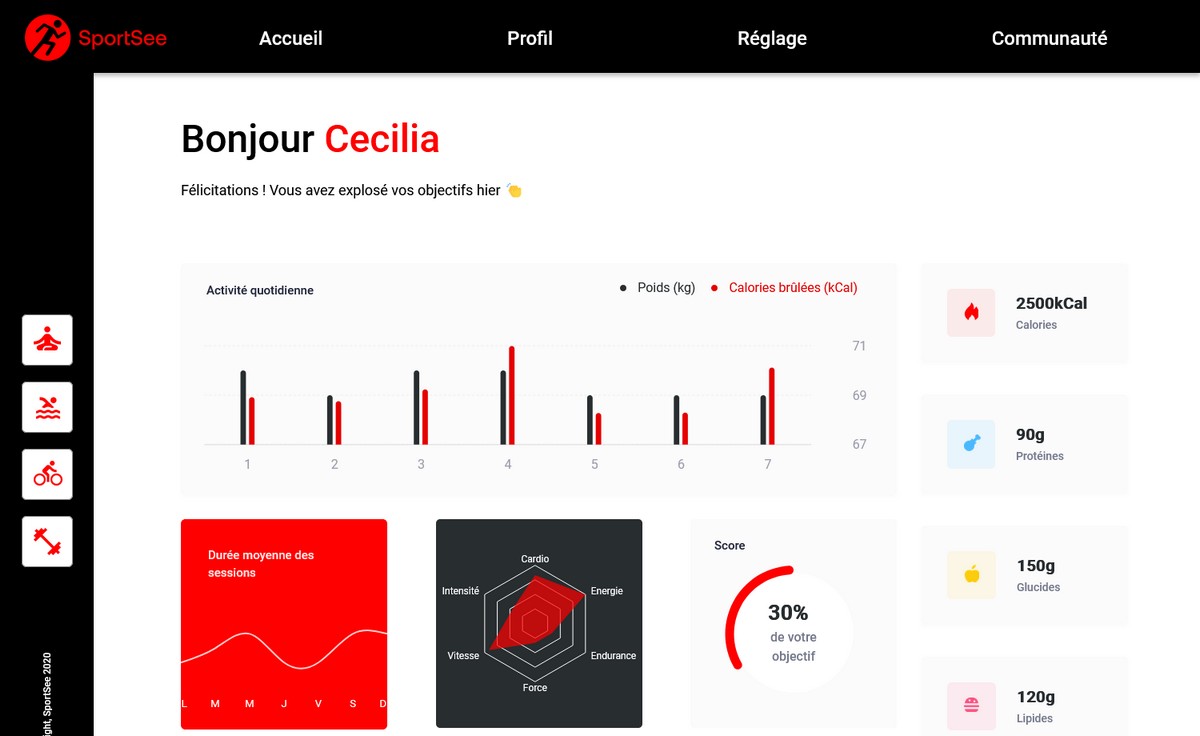 SportSee
Accueil
Profil
Réglage
Communauté
Bonjour Cecilia
Félicitations ! Vous avez explosé vos objectifs hier 👏
Activité quotidienne
Poids (kg)
Calories brûlées (kCal)
71
69
67
1 2 3 4 5 6 7
2500kCal
Calories
90g
Protéines
150g
Glucides
120g
Lipides
Durée moyenne des
sessions
L M M J V S D
Cardio
Energie
Endurance
Force
Vitesse
Intensité
Score
30%
de votre
objectif
ight, SportSee 2020